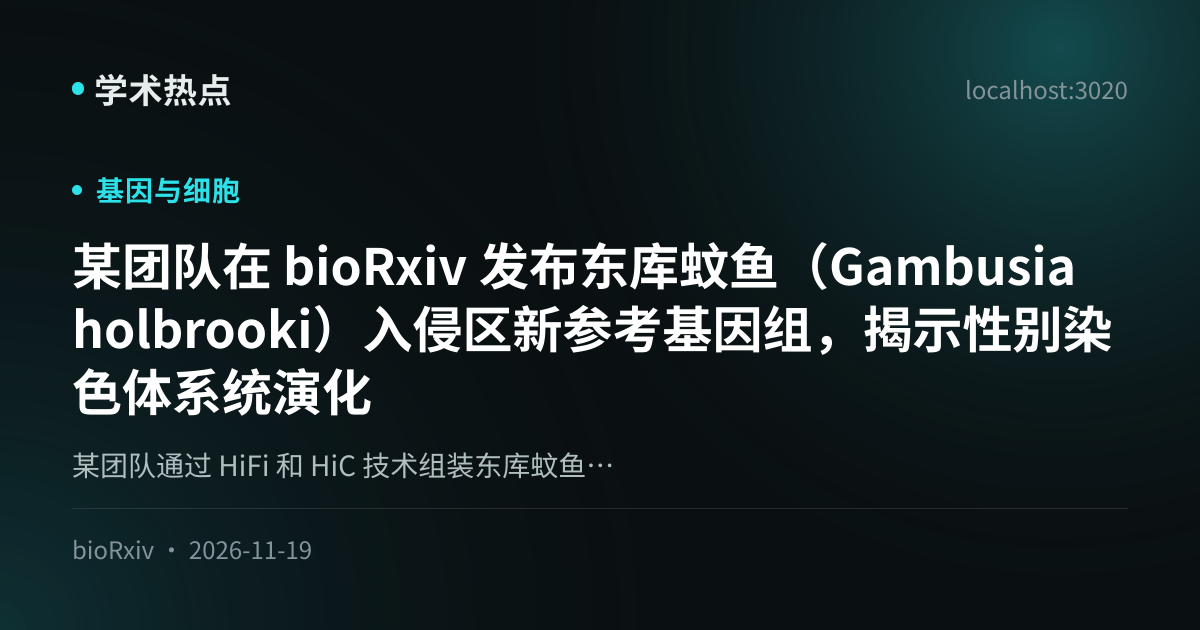 学术热点
localhost:3020
基因与细胞
某团队在 bioRxiv 发布东库蚊鱼（Gambusia
holbrooki）入侵区新参考基因组，揭示性别染
色体系统演化
某团队通过 HiFi 和 HiC 技术组装东库蚊鱼…
bioRxiv · 2026-11-19